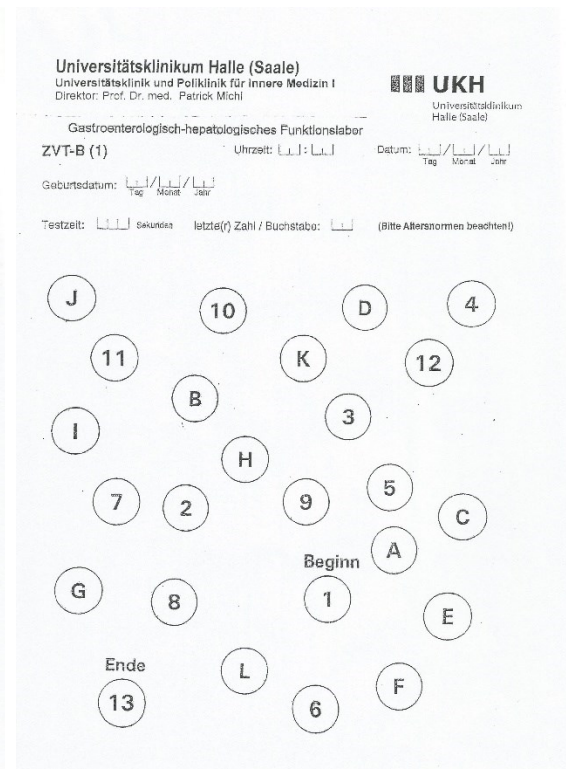 Universitätsklinikum Halle (Saale)
Universitätsklinik und Poliklinik für innere Medizin I
Direktor: Prof. Dr. med. Patrick Michl
UKH
Universitätsklinikum
Halle (Saale)
Gastroenterologisch-hepatologisches Funktionslabor
ZVT-B (1) Uhrzeit: : Datum: / /
Tag Monat Jahr
Geburtsdatum: / /
Tag Monat Jahr
Testzeit: Sekunden letzte(r) Zahl / Buchstabe: (Bitte Altersnormen beachten!)
J 10 D 4
11 K 12
B 3
I
H
7 2 9 5 C
A
Beginn
G 8 1 E
Ende
L F
13 6